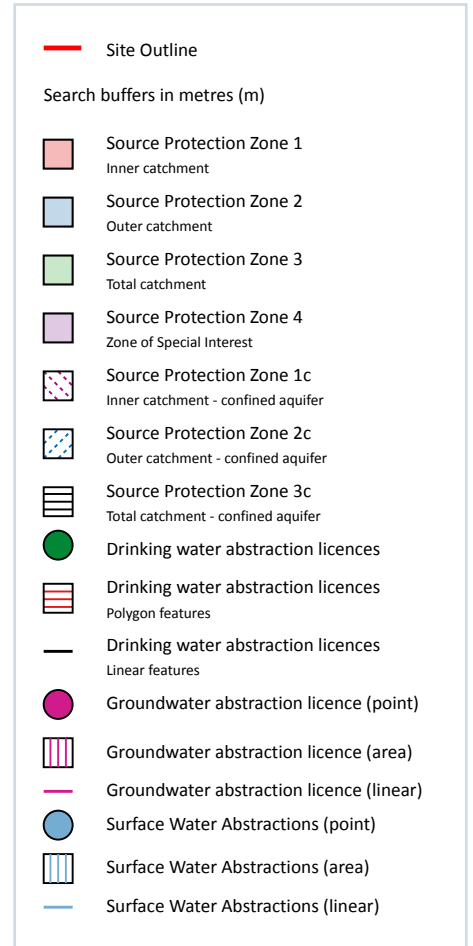 Site Outline
Search buffers in metres (m)
Source Protection Zone 1
Inner catchment
Source Protection Zone 2
Outer catchment
Source Protection Zone 3
Total catchment
Source Protection Zone 4
Zone of Special Interest
Source Protection Zone 1c
Inner catchment - confined aquifer
Source Protection Zone 2c
Outer catchment - confined aquifer
Source Protection Zone 3c
Total catchment - confined aquifer
Drinking water abstraction licences
Drinking water abstraction licences
Polygon features
Drinking water abstraction licences
Linear features
Groundwater abstraction licence (point)
Groundwater abstraction licence (area)
Groundwater abstraction licence (linear)
Surface Water Abstractions (point)
Surface Water Abstractions (area)
Surface Water Abstractions (linear)